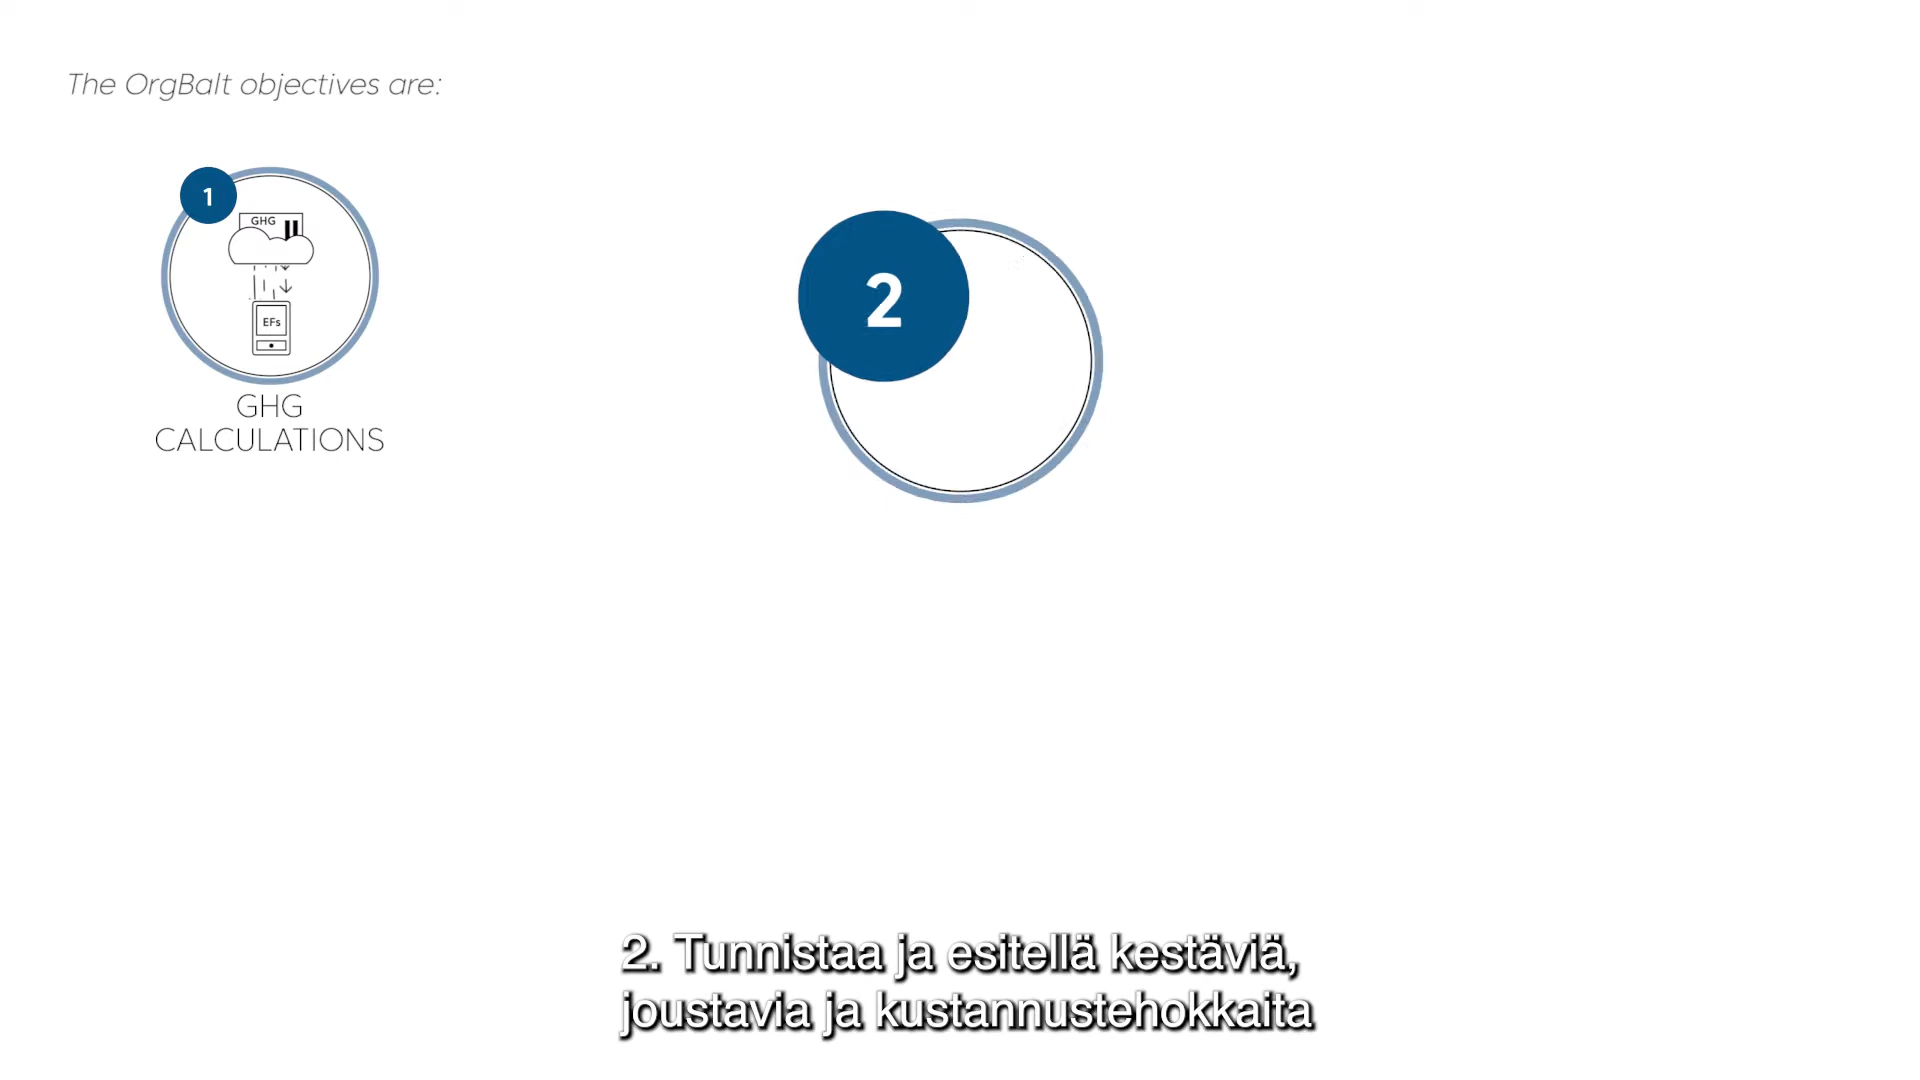 The OrgBalt objectives are:
1
GHG
EFs
GHG
CALCULATIONS
2
2. Tunnistaa ja esitellä kestäviä,
joustavia ja kustannustehokkaita